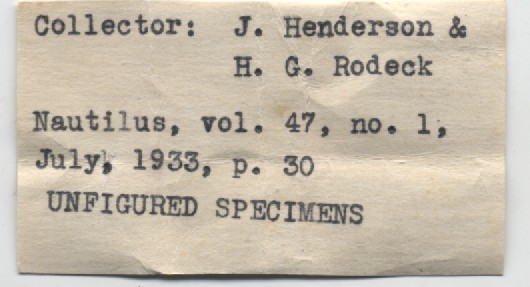 Collector: J. Henderson &
H. G. Rodeck
Nautilus, vol. 47, no. 1,
July, 1933, p. 30
UNFIGURED SPECIMENS